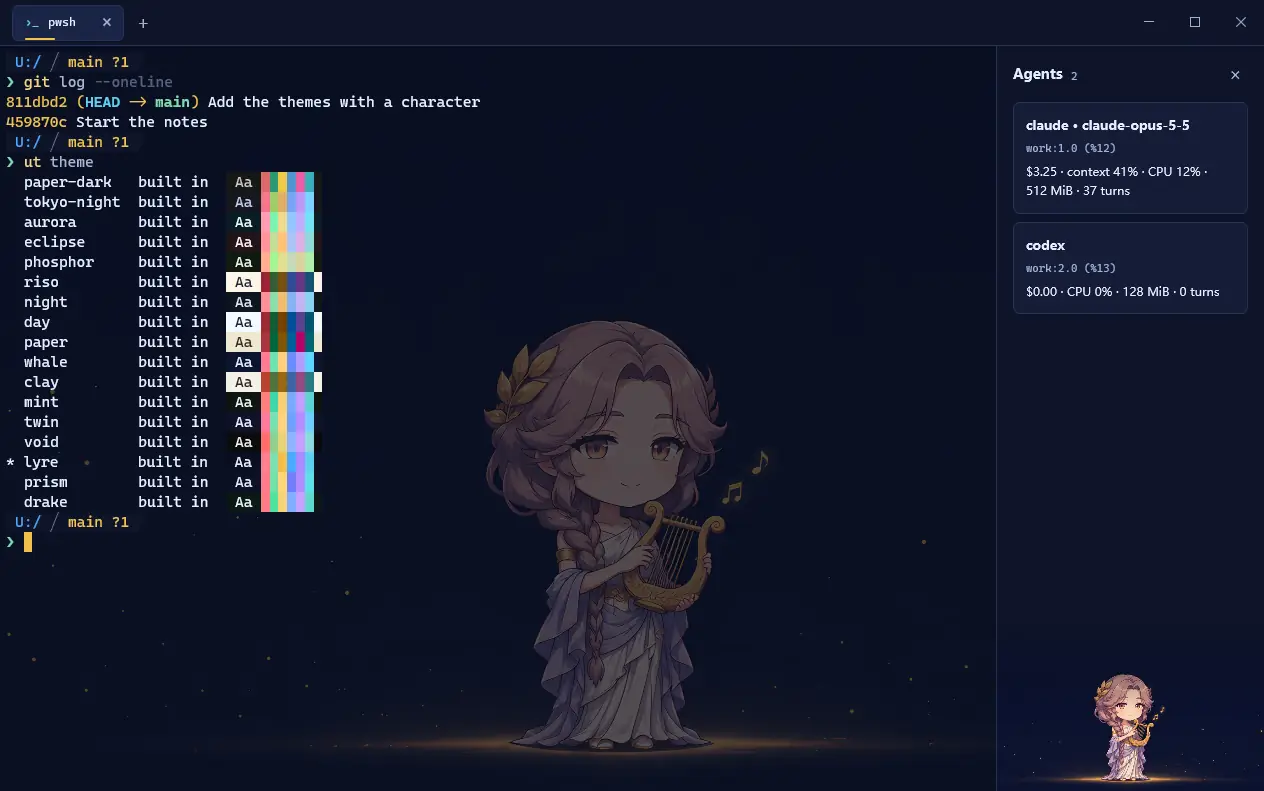 pwsh
U:/ / main ?1
❯ git log --oneline
811dbd2 (HEAD -> main) Add the themes with a character
459870c Start the notes
U:/ / main ?1
❯ ut theme
paper-dark built in Aa
tokyo-night built in Aa
aurora built in Aa
eclipse built in Aa
phosphor built in Aa
riso built in Aa
night built in Aa
day built in Aa
paper built in Aa
whale built in Aa
clay built in Aa
mint built in Aa
twin built in Aa
void built in Aa
* lyre built in Aa
prism built in Aa
drake built in Aa
U:/ / main ?1
❯
Agents 2
claude • claude-opus-5-5
work:1.0 (%12)
$3.25 · context 41% · CPU 12% ·
512 MiB · 37 turns
codex
work:2.0 (%13)
$0.00 · CPU 0% · 128 MiB · 0 turns